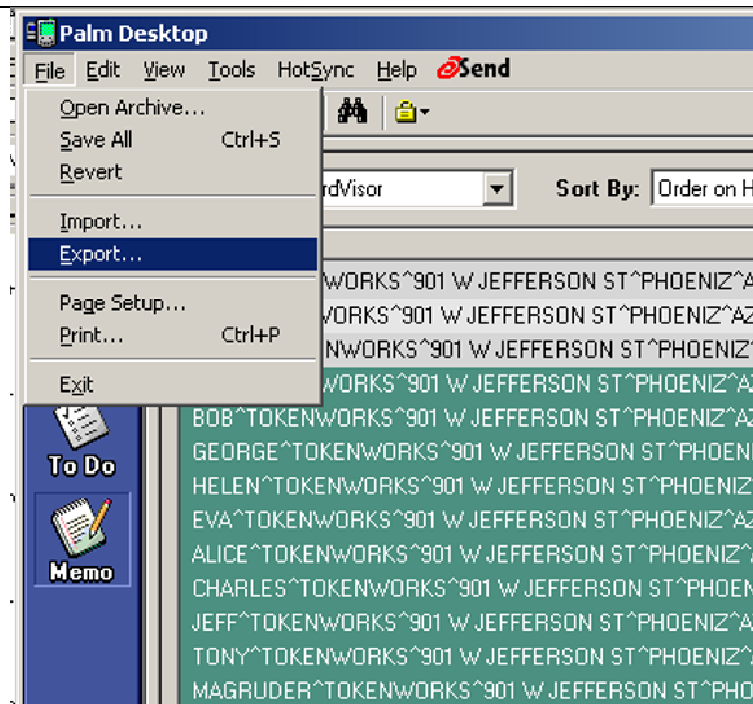 Palm Desktop
File Edit View Tools HotSync Help Send
Open Archive...
Save All Ctrl+S
Revert
Import...
Export...
Page Setup...
Print... Ctrl+P
Exit
rdVisor Sort By: Order on H
WORKS^901 W JEFFERSON ST^PHOENIZ^A
WORKS^901 W JEFFERSON ST^PHOENIZ^AZ
NWORKS^901 W JEFFERSON ST^PHOENIZ^
WORKS^901 W JEFFERSON ST^PHOENIZ^AZ
BOB^TOKENWORKS^901 W JEFFERSON ST^PHOENIZ^AZ
GEORGE^TOKENWORKS^901 W JEFFERSON ST^PHOENI
HELEN^TOKENWORKS^901 W JEFFERSON ST^PHOENIZ
EVA^TOKENWORKS^901 W JEFFERSON ST^PHOENIZ^AZ
ALICE^TOKENWORKS^901 W JEFFERSON ST^PHOENIZ^
CHARLES^TOKENWORKS^901 W JEFFERSON ST^PHOEN
JEFF^TOKENWORKS^901 W JEFFERSON ST^PHOENIZ^A
TONY^TOKENWORKS^901 W JEFFERSON ST^PHOENIZ^
MAGRUDER^TOKENWORKS^901 W JEFFERSON ST^PHO
To Do
Memo